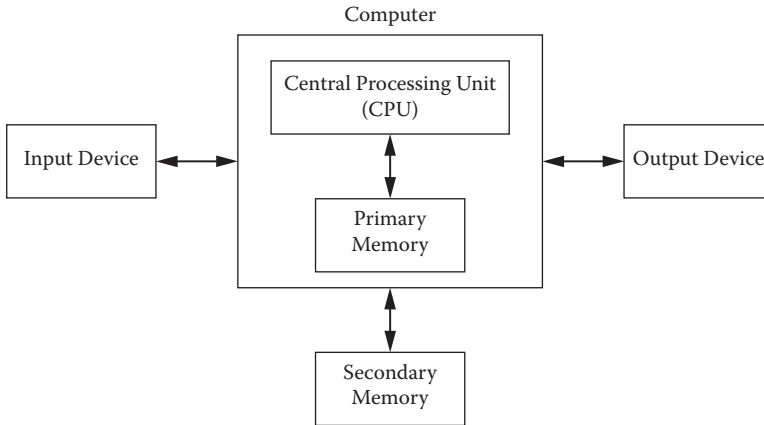 Computer
Central Processing Unit
(CPU)
Input Device
Output Device
Primary
Memory
Secondary
Memory